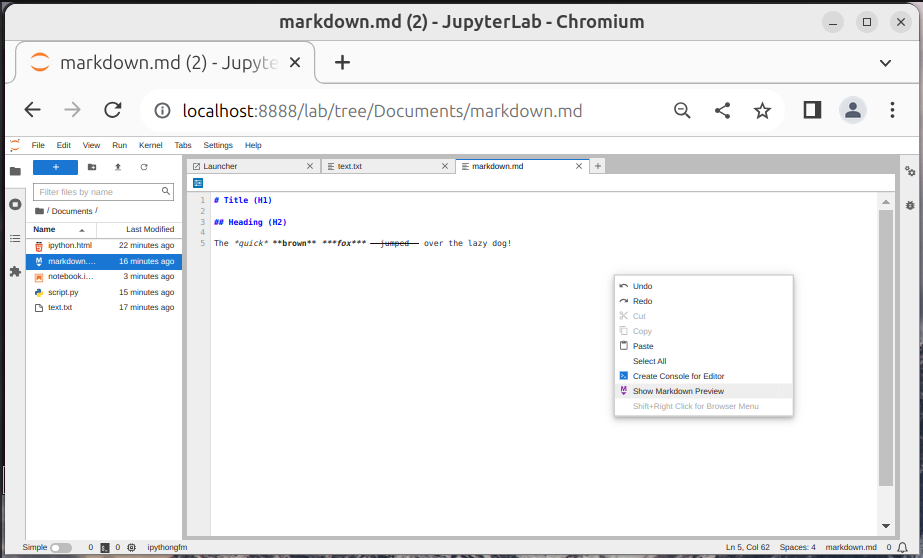 markdown.md (2) - JupyterLab - Chromium
markdown.md (2) - Jupyte
localhost:8888/lab/tree/Documents/markdown.md
File Edit View Run Kernel Tabs Settings Help
Launcher text.txt markdown.md
Filter files by name
/ Documents /
Name Last Modified
ipython.html 22 minutes ago
markdown.... 16 minutes ago
notebook.i... 3 minutes ago
script.py 15 minutes ago
text.txt 17 minutes ago
1 # Title (H1)
2
3 ## Heading (H2)
4
5 The *quick* **brown** ***fox*** ~~jumped~~ over the lazy dog!
Undo
Redo
Cut
Copy
Paste
Select All
Create Console for Editor
Show Markdown Preview
Shift+Right Click for Browser Menu
Simple 0 0 ipythongfm Ln 5, Col 62 Spaces: 4 markdown.md 0